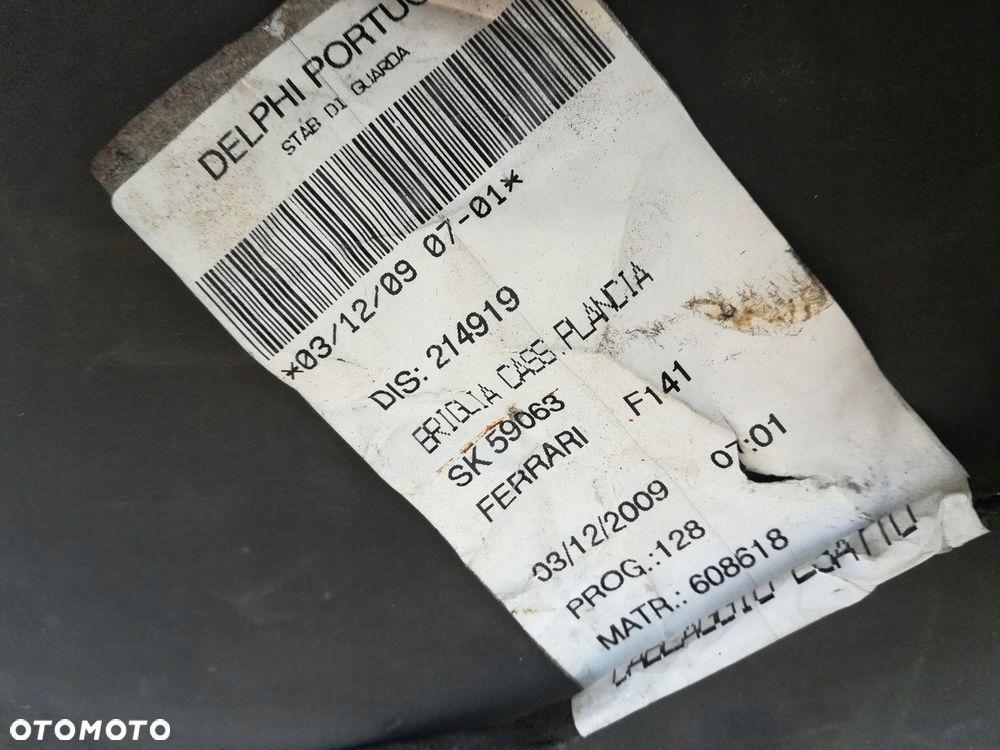 DELPHI PORTUG
STAB DI GUARDA
*03/12/09 07-01*
DIS: 214919
BRIGLIA CASS.PLANCIA
SK 59063
FERRARI F141
03/12/2009 07:01
PROG.:128
MATR.: 608618
OTOMOTO